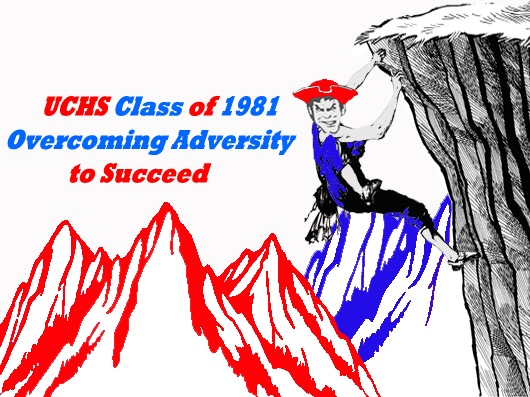 UCHS Class of 1981
Overcoming Adversity
to Succeed